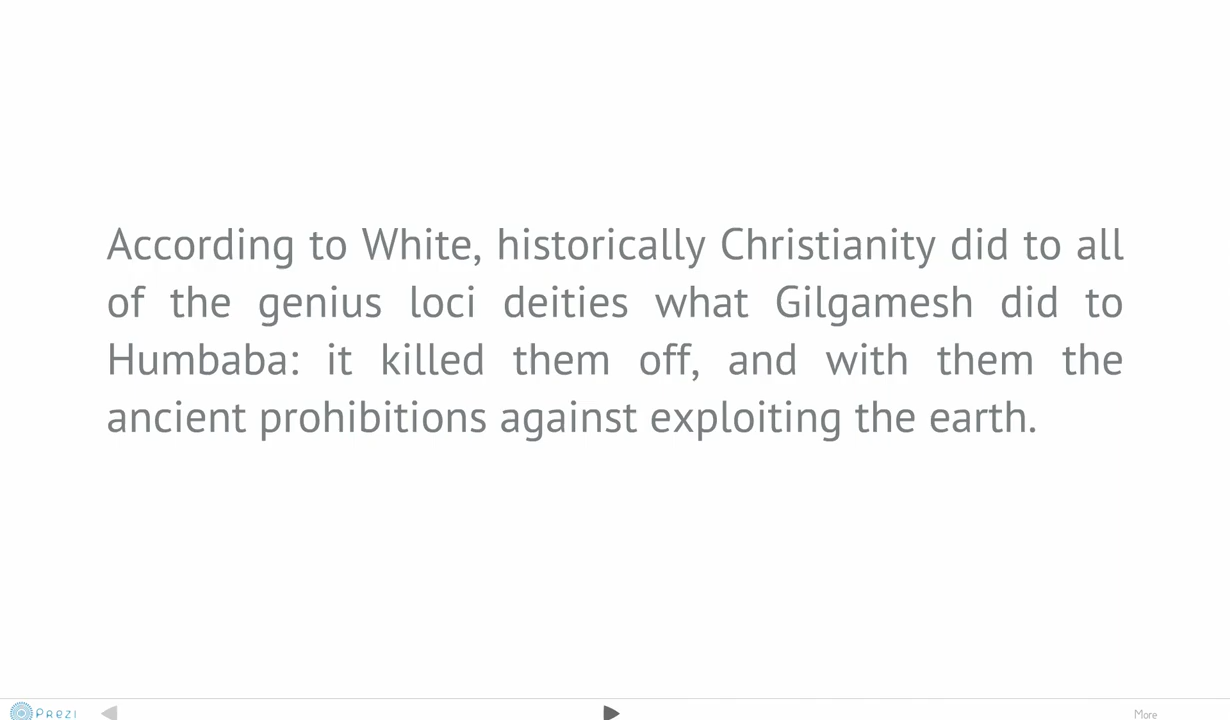 According to White, historically Christianity did to all
of the genius loci deities what Gilgamesh did to
Humbaba: it killed them off, and with them the
ancient prohibitions against exploiting the earth.
Prezi
More